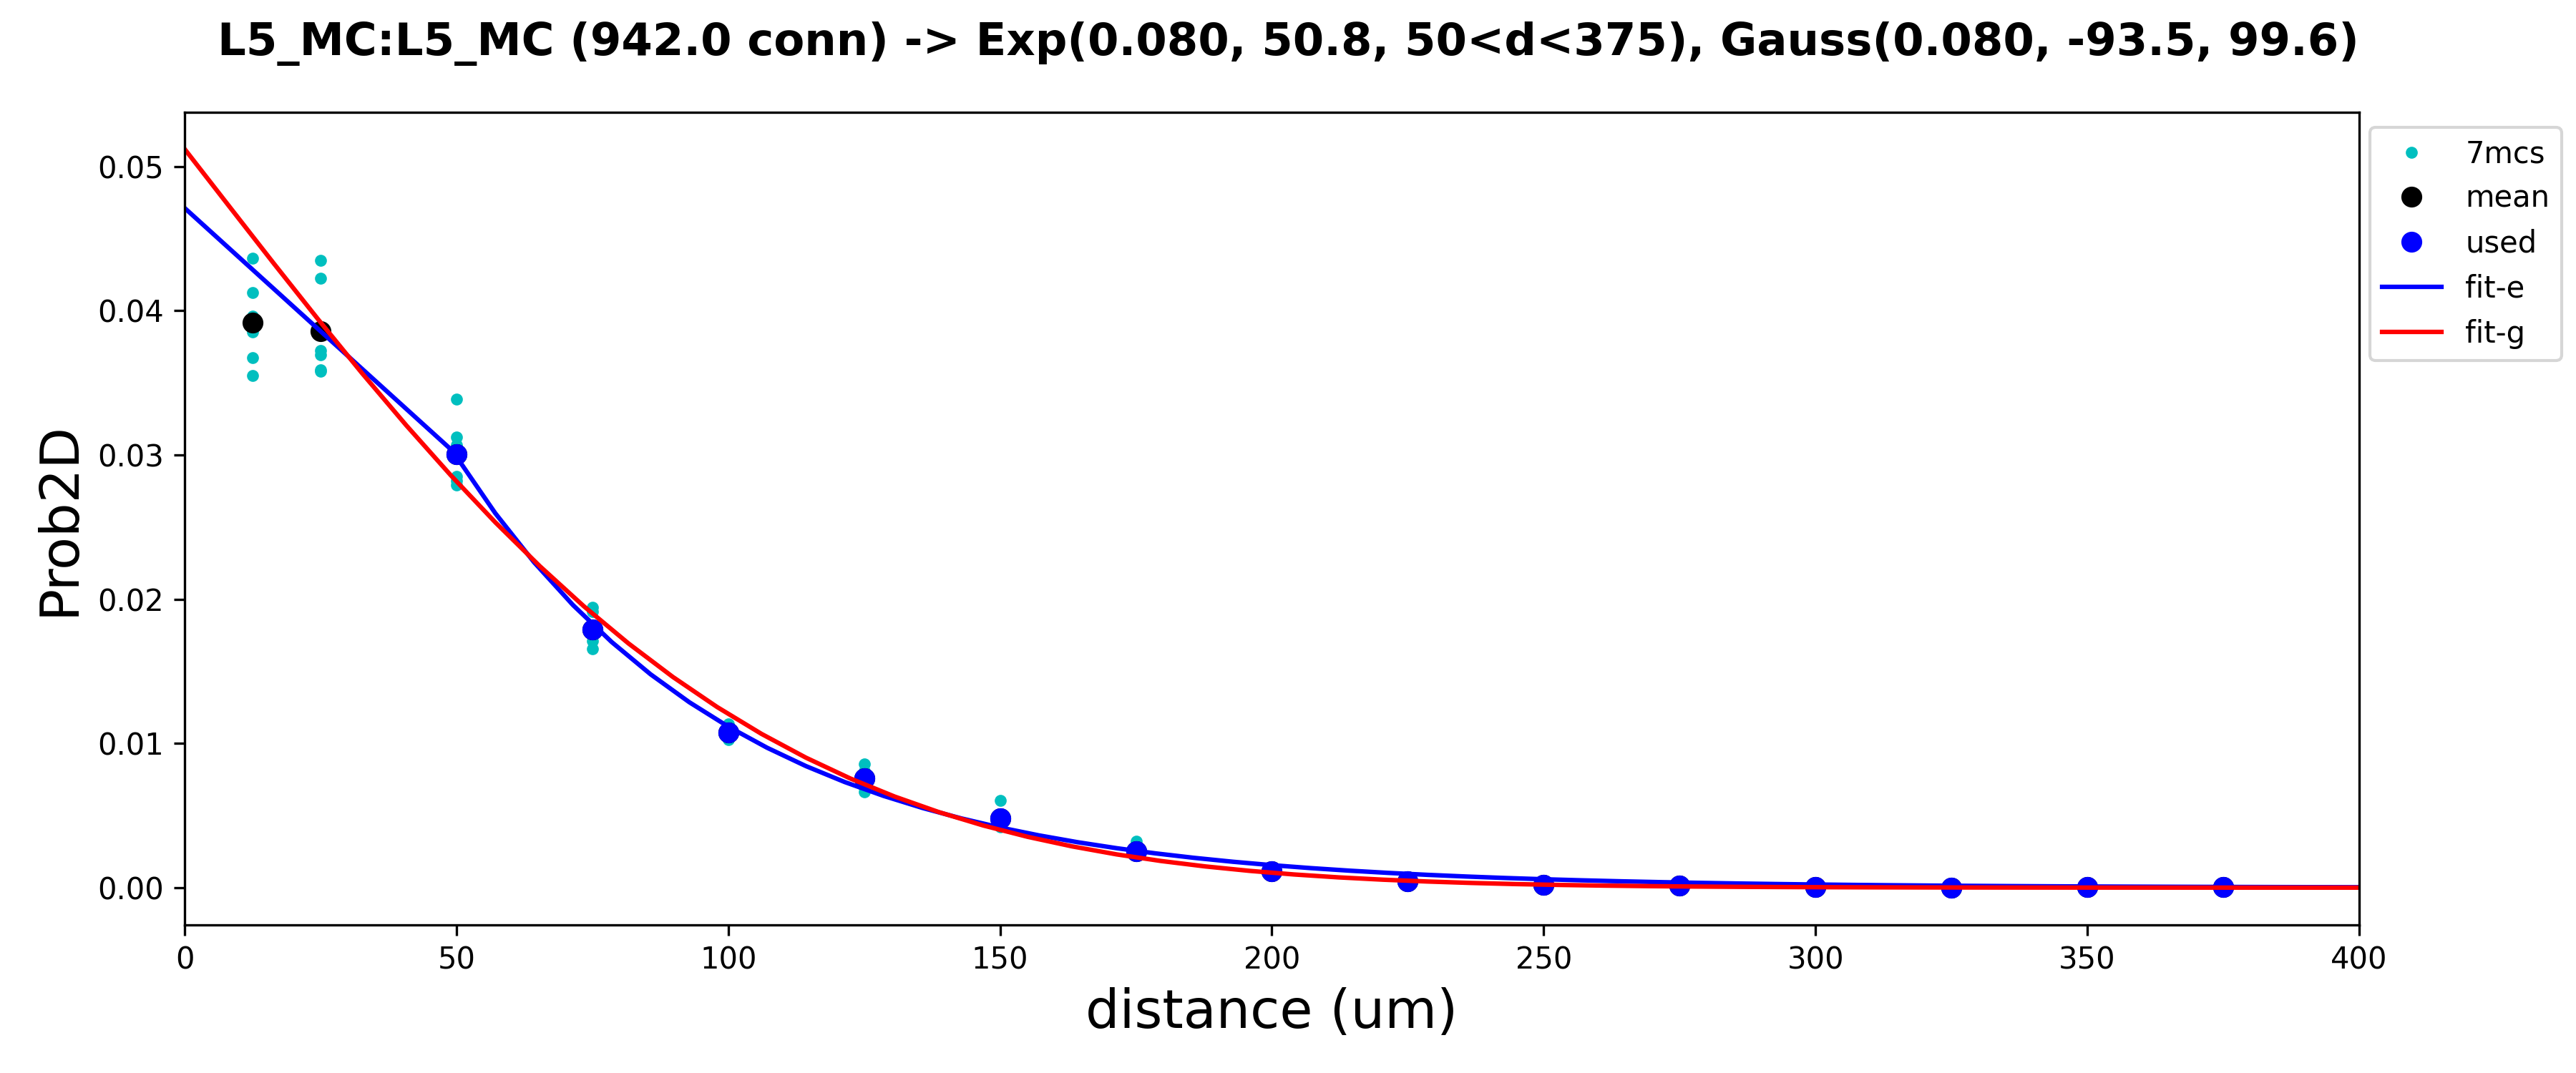 L5_MC:L5_MC (942.0 conn) -> Exp(0.080, 50.8, 50<d<375), Gauss(0.080, -93.5, 99.6)
0.05
0.04
0.03
0.02
0.01
0.00
Prob2D
0 50 100 150 200 250 300 350 400
distance (um)
7mcs
mean
used
fit-e
fit-g